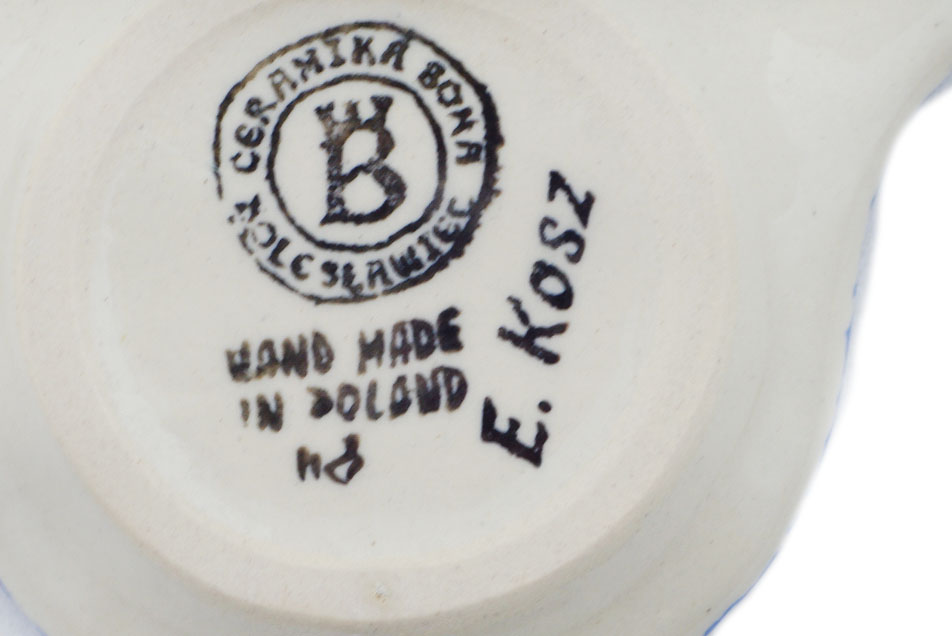 CERAMIKA BONA
BOLESŁAWIEC
B
HAND MADE
IN POLAND
E. KOSZ